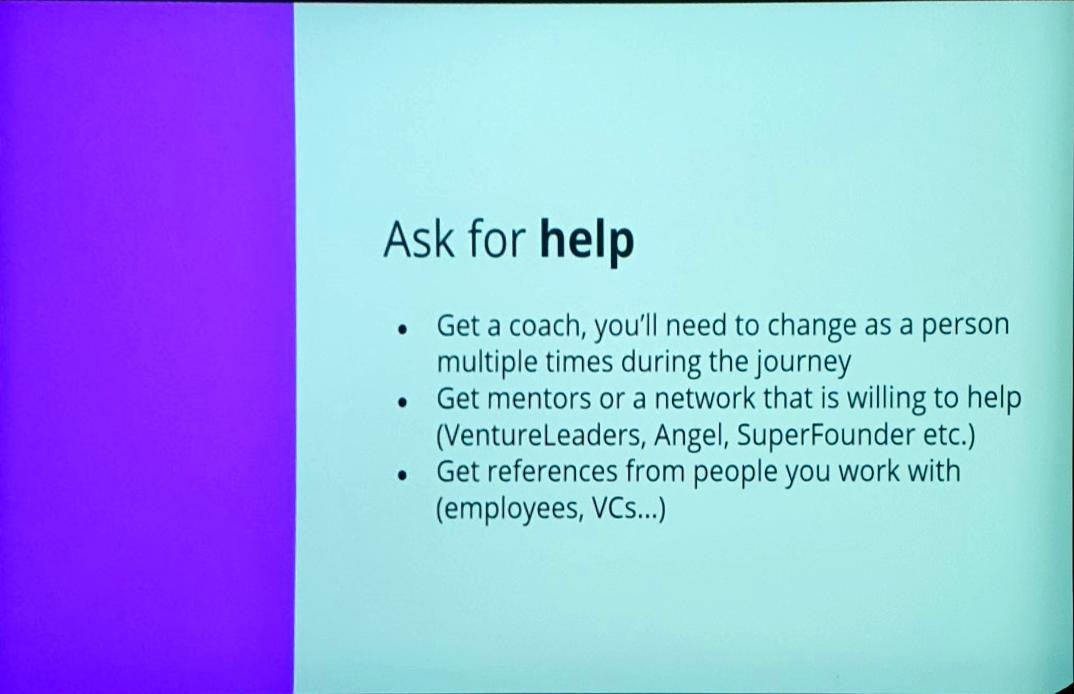 Ask for help
• Get a coach, you’ll need to change as a person
multiple times during the journey
• Get mentors or a network that is willing to help
(VentureLeaders, Angel, SuperFounder etc.)
• Get references from people you work with
(employees, VCs...)